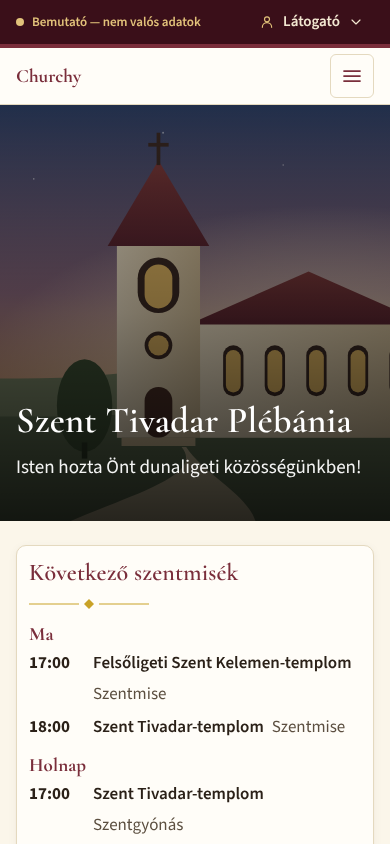 Bemutató — nem valós adatok
Látogató
Churchy
Szent Tivadar Plébánia
Isten hozta Önt dunaligeti közösségünkben!
Következő szentmisék
Ma
17:00 Felsőligeti Szent Kelemen-templom
Szentmise
18:00 Szent Tivadar-templom Szentmise
Holnap
17:00 Szent Tivadar-templom
Szentgyónás